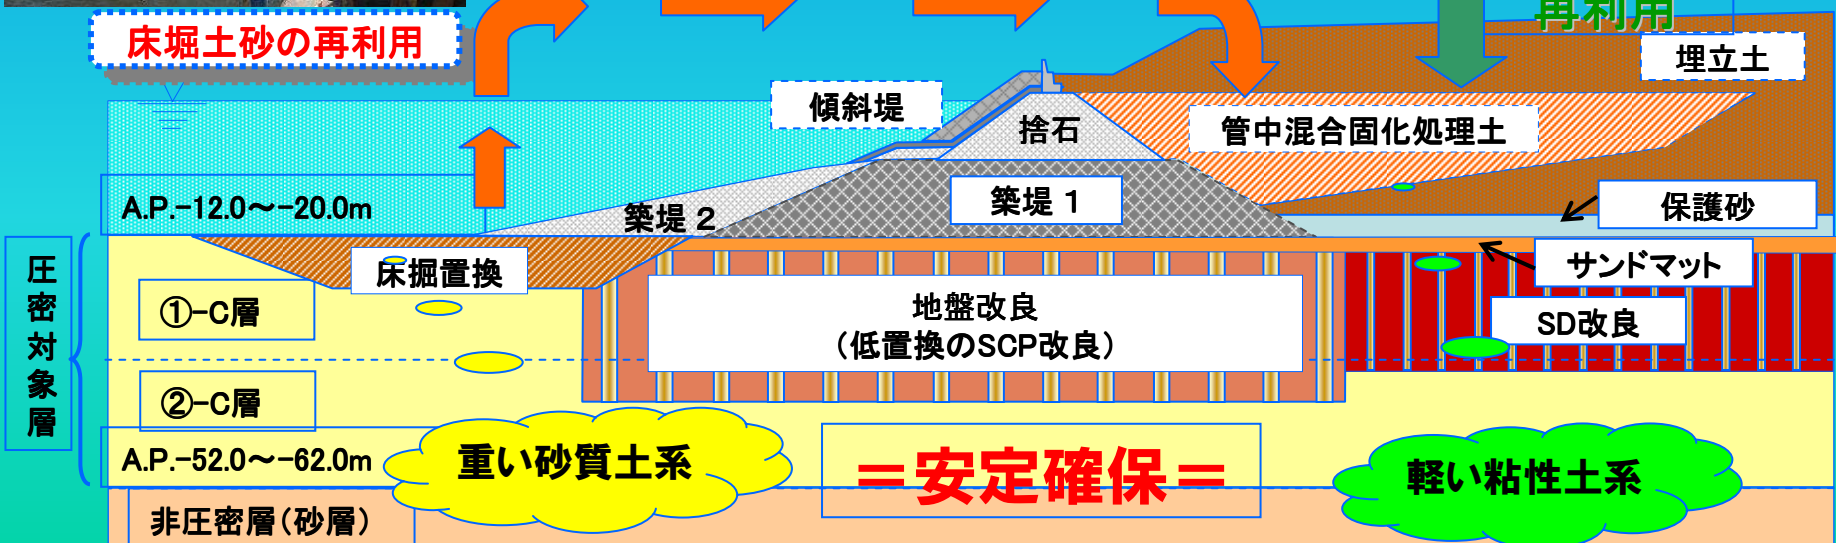 再利用
床堀土砂の再利用
埋立土
傾斜堤
捨石
管中混合固化処理土
A.P.-12.0～-20.0m
築堤２
築堤１
保護砂
圧密対象層
床掘置換
サンドマット
①-C層
地盤改良
（低置換のSCP改良）
SD改良
②-C層
A.P.-52.0～-62.0m
重い砂質土系
＝安定確保＝
軽い粘性土系
非圧密層（砂層）